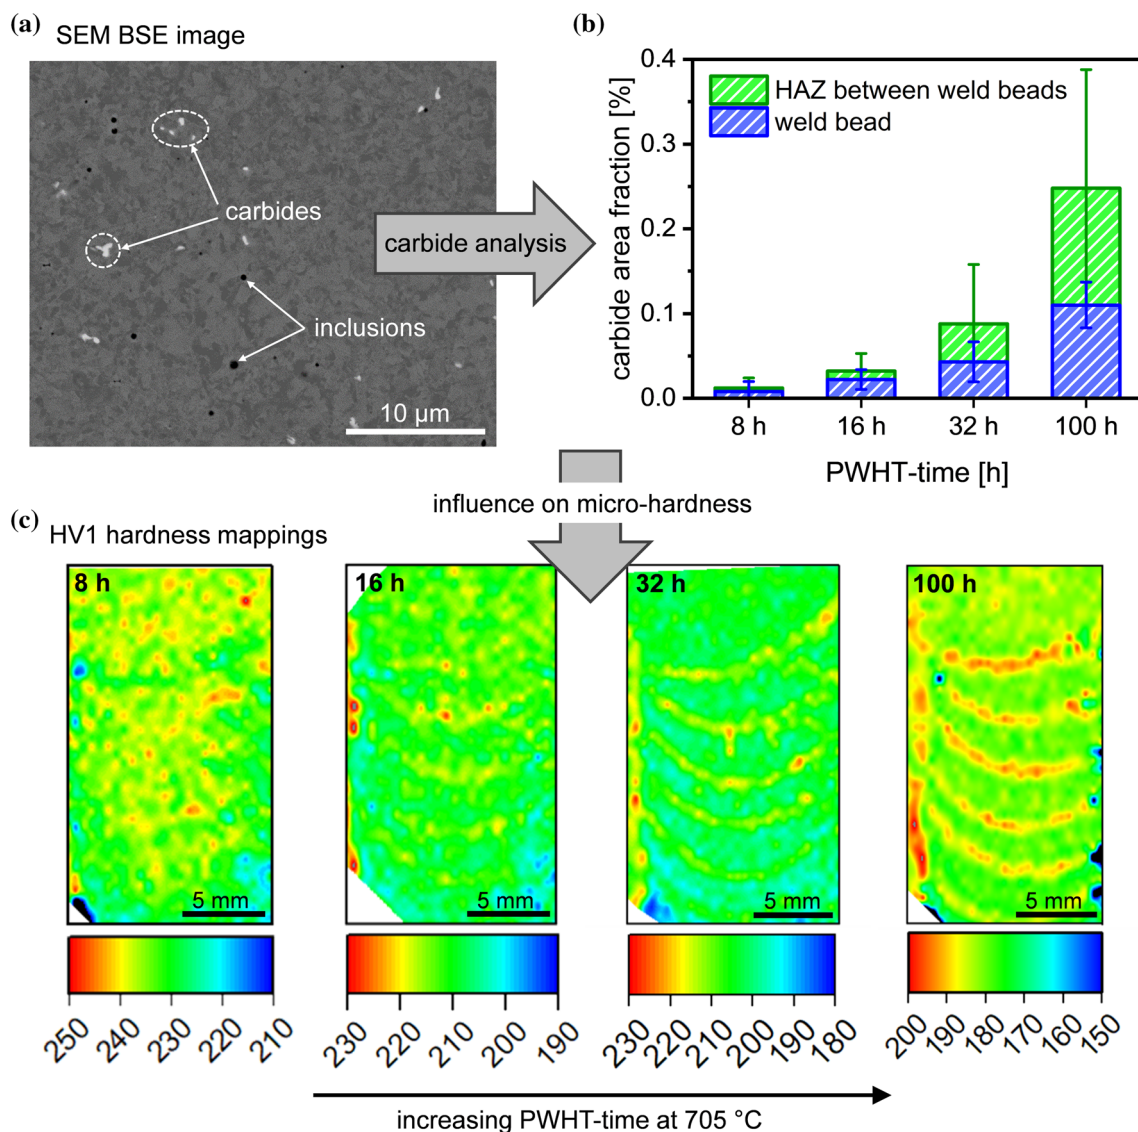 (a)
SEM BSE image
carbides
inclusions
10 µm
carbide analysis
(b)
carbide area fraction [%]
0.4
0.3
0.2
0.1
0.0
HAZ between weld beads
weld bead
8 h
16 h
32 h
100 h
PWHT-time [h]
influence on micro-hardness
(c)
HV1 hardness mappings
8 h
16 h
32 h
100 h
5 mm
5 mm
5 mm
5 mm
250 240 230 220 210
230 220 210 200 190
230 220 210 200 190 180
200 190 180 170 160 150
increasing PWHT-time at 705 °C